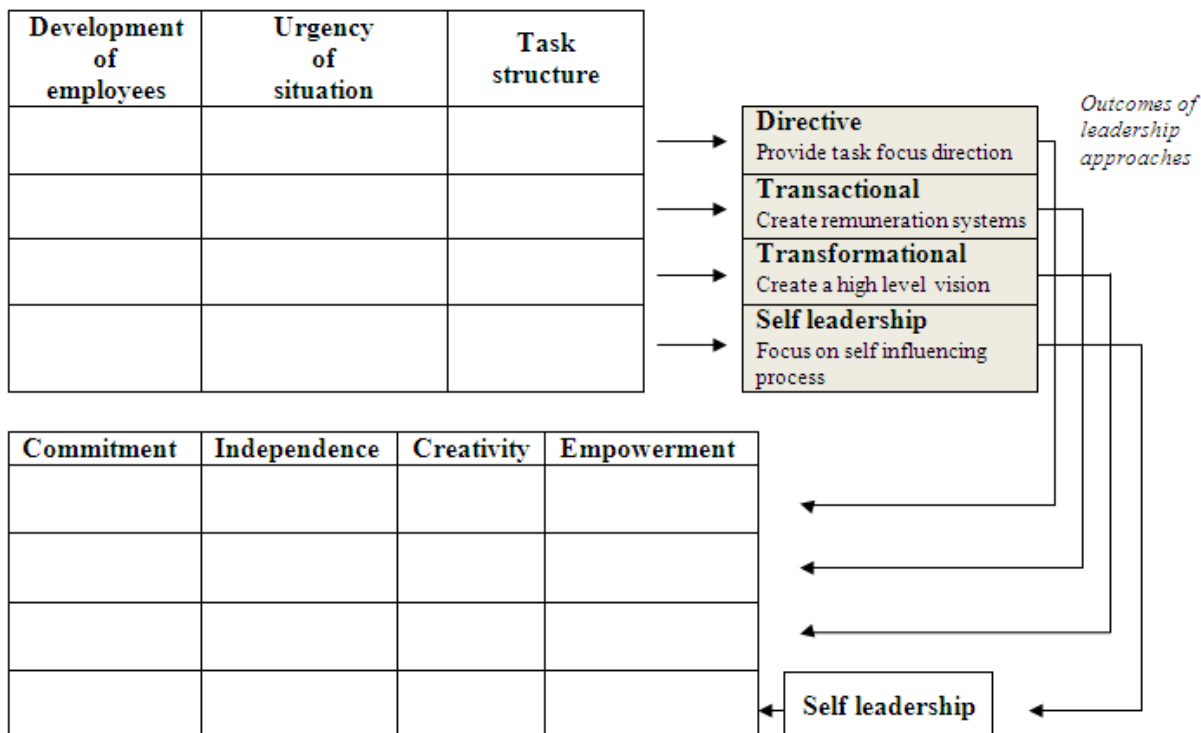 Development
of
employees
Urgency
of
situation
Task
structure
Outcomes of
leadership
approaches
Directive
Provide task focus direction
Transactional
Create remuneration systems
Transformational
Create a high level vision
Self leadership
Focus on self influencing
process
Commitment
Independence
Creativity
Empowerment
Self leadership